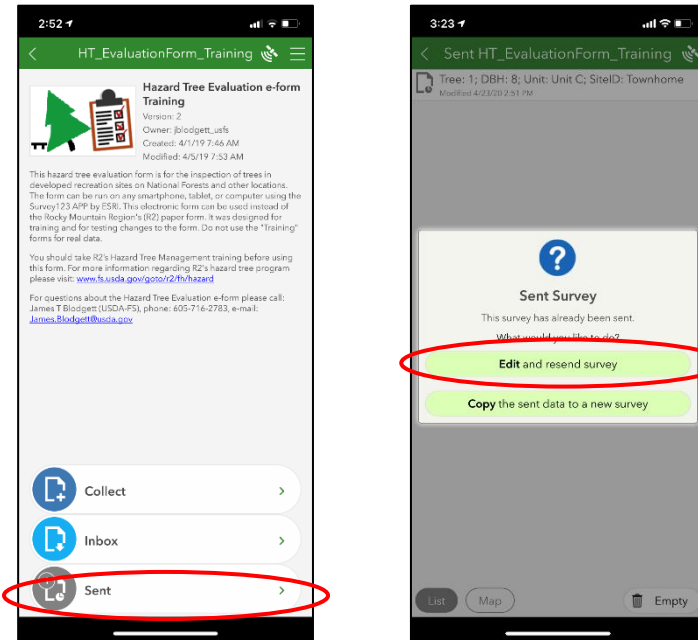 2:52
HT_EvaluationForm_Training
Hazard Tree Evaluation e-form
Training
Version: 2
Owner: jblodgett_usfs
Created: 4/1/19 7:46 AM
Modified: 4/5/19 7:53 AM
This hazard tree evaluation form is for the inspection of trees in
developed recreation sites on National Forests and other locations.
The form can be run on any smartphone, tablet, or computer using the
Survey123 APP by ESRI. This electronic form can be used instead of
the Rocky Mountain Region's (R2) paper form. It was designed for
training and for testing changes to the form. Do not use the "Training"
forms for real data.
You should take R2's Hazard Tree Management training before using
this form. For more information regarding R2's hazard tree program
please visit: www.fs.usda.gov/goto/r2/fh/hazard
For questions about the Hazard Tree Evaluation e-form please call:
James T Blodgett (USDA-FS), phone: 605-716-2783, e-mail:
James.Blodgett@usda.gov
Collect
Inbox
1
Sent
3:23
Sent HT_EvaluationForm_Training
Tree: 1; DBH: 8; Unit: Unit C; SiteID: Townhome
Modified 4/23/20 2:51 PM
Sent Survey
This survey has already been sent.
What would you like to do?
Edit and resend survey
Copy the sent data to a new survey
List
Map
Empty